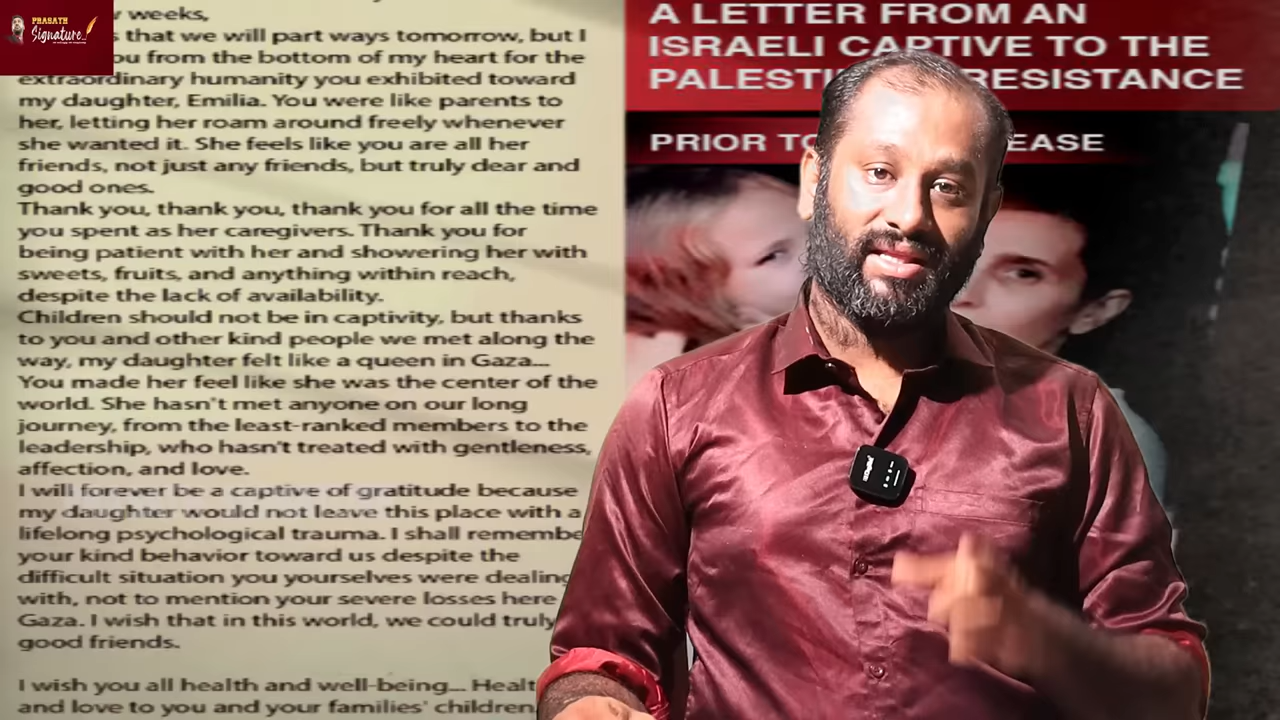 PRASATH
Signature
weeks,
that we will part ways tomorrow, but I
you from the bottom of my heart for the
extraordinary humanity you exhibited toward
my daughter, Emilia. You were like parents to
her, letting her roam around freely whenever
she wanted it. She feels like you are all her
friends, not just any friends, but truly dear and
good ones.
Thank you, thank you, thank you for all the time
you spent as her caregivers. Thank you for
being patient with her and showering her with
sweets, fruits, and anything within reach,
despite the lack of availability.
Children should not be in captivity, but thanks
to you and other kind people we met along the
way, my daughter felt like a queen in Gaza...
You made her feel like she was the center of the
world. She hasn't met anyone on our long
journey, from the least-ranked members to the
leadership, who hasn't treated with gentleness,
affection, and love.
I will forever be a captive of gratitude because
my daughter would not leave this place with a
lifelong psychological trauma. I shall remembe
your kind behavior toward us despite the
difficult situation you yourselves were dealing
with, not to mention your severe losses here
Gaza. I wish that in this world, we could truly
good friends.
I wish you all health and well-being... Healt
and love to you and your families' children.
A LETTER FROM AN
ISRAELI CAPTIVE TO THE
PALESTI RESISTANCE
PRIOR TO EASE